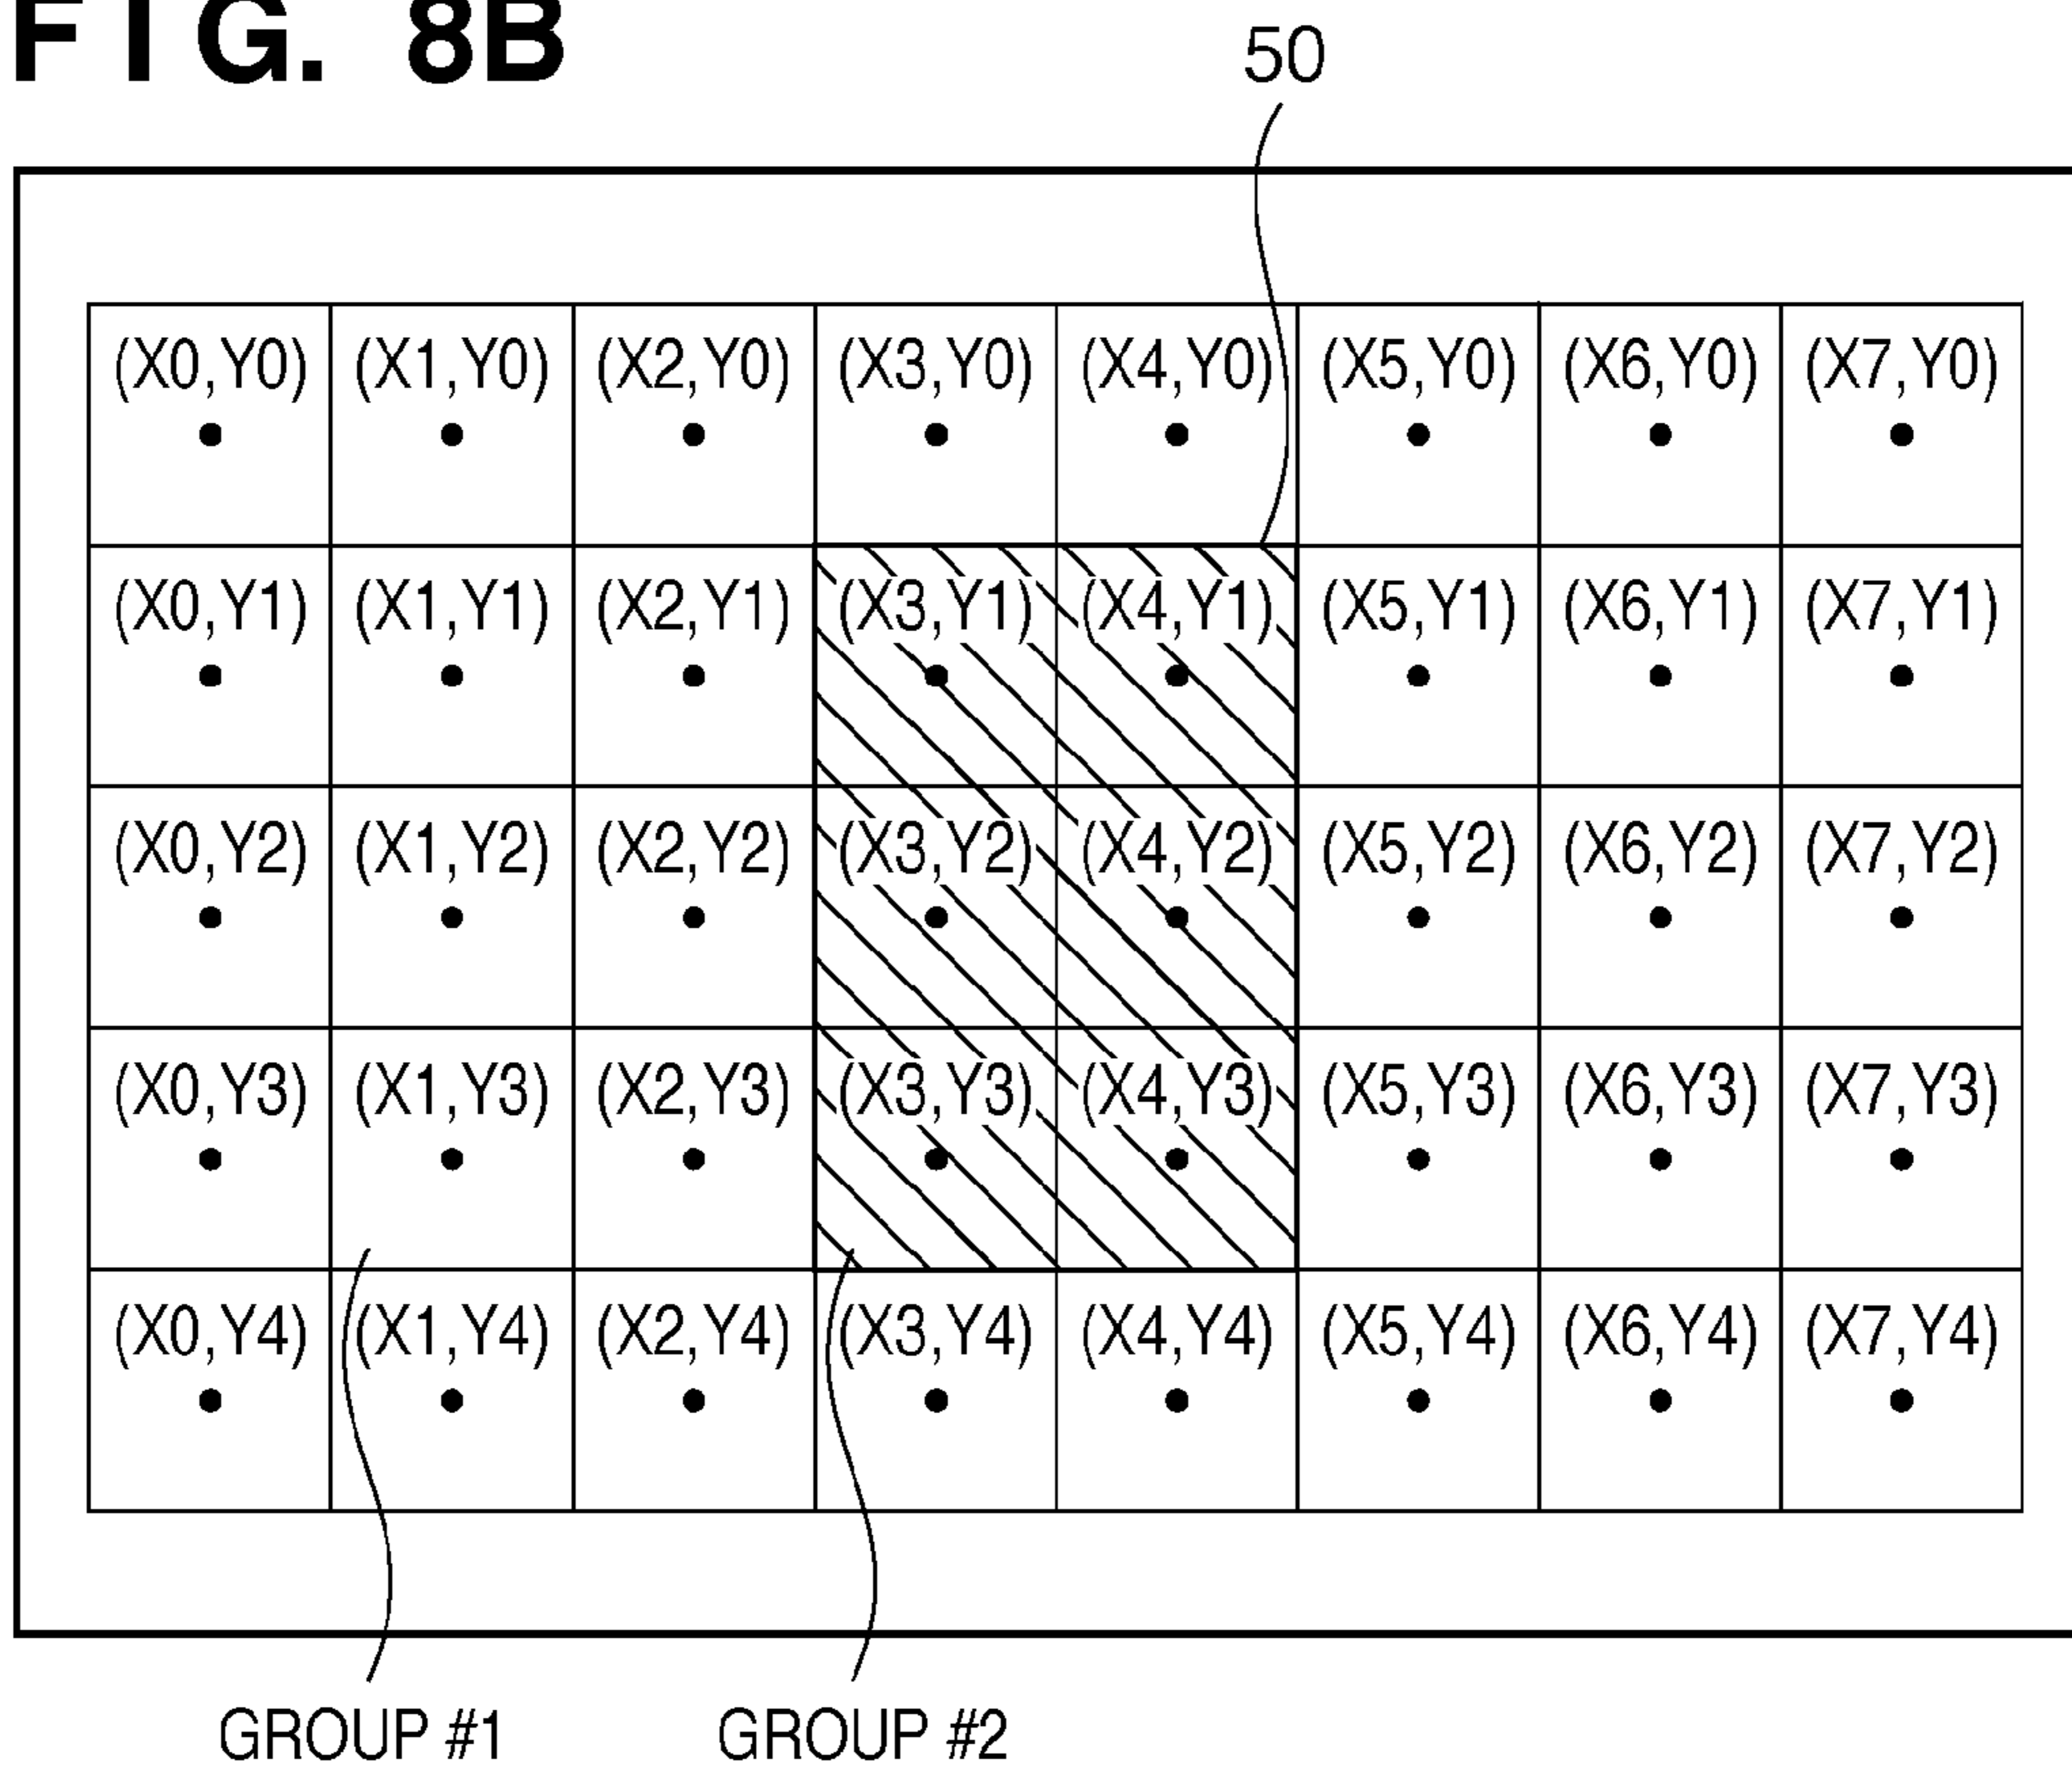 FIG. 8B
50
(X0,Y0) (X1,Y0) (X2,Y0) (X3,Y0) (X4,Y0) (X5,Y0) (X6,Y0) (X7,Y0)
(X0,Y1) (X1,Y1) (X2,Y1) (X3,Y1) (X4,Y1) (X5,Y1) (X6,Y1) (X7,Y1)
(X0,Y2) (X1,Y2) (X2,Y2) (X3,Y2) (X4,Y2) (X5,Y2) (X6,Y2) (X7,Y2)
(X0,Y3) (X1,Y3) (X2,Y3) (X3,Y3) (X4,Y3) (X5,Y3) (X6,Y3) (X7,Y3)
(X0,Y4) (X1,Y4) (X2,Y4) (X3,Y4) (X4,Y4) (X5,Y4) (X6,Y4) (X7,Y4)
GROUP #1 GROUP #2